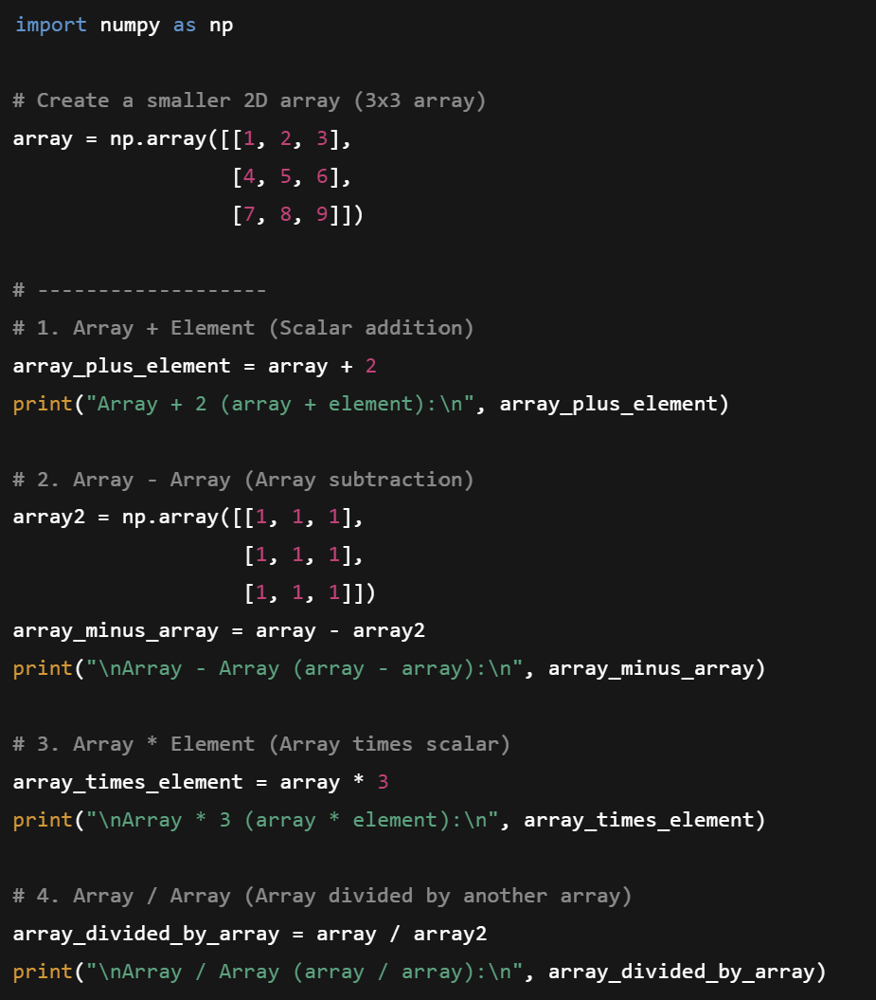 import numpy as np
# Create a smaller 2D array (3x3 array)
array = np.array([[1, 2, 3],
                  [4, 5, 6],
                  [7, 8, 9]])
# -------------------
# 1. Array + Element (Scalar addition)
array_plus_element = array + 2
print("Array + 2 (array + element):\n", array_plus_element)
# 2. Array - Array (Array subtraction)
array2 = np.array([[1, 1, 1],
                   [1, 1, 1],
                   [1, 1, 1]])
array_minus_array = array - array2
print("\nArray - Array (array - array):\n", array_minus_array)
# 3. Array * Element (Array times scalar)
array_times_element = array * 3
print("\nArray * 3 (array * element):\n", array_times_element)
# 4. Array / Array (Array divided by another array)
array_divided_by_array = array / array2
print("\nArray / Array (array / array):\n", array_divided_by_array)